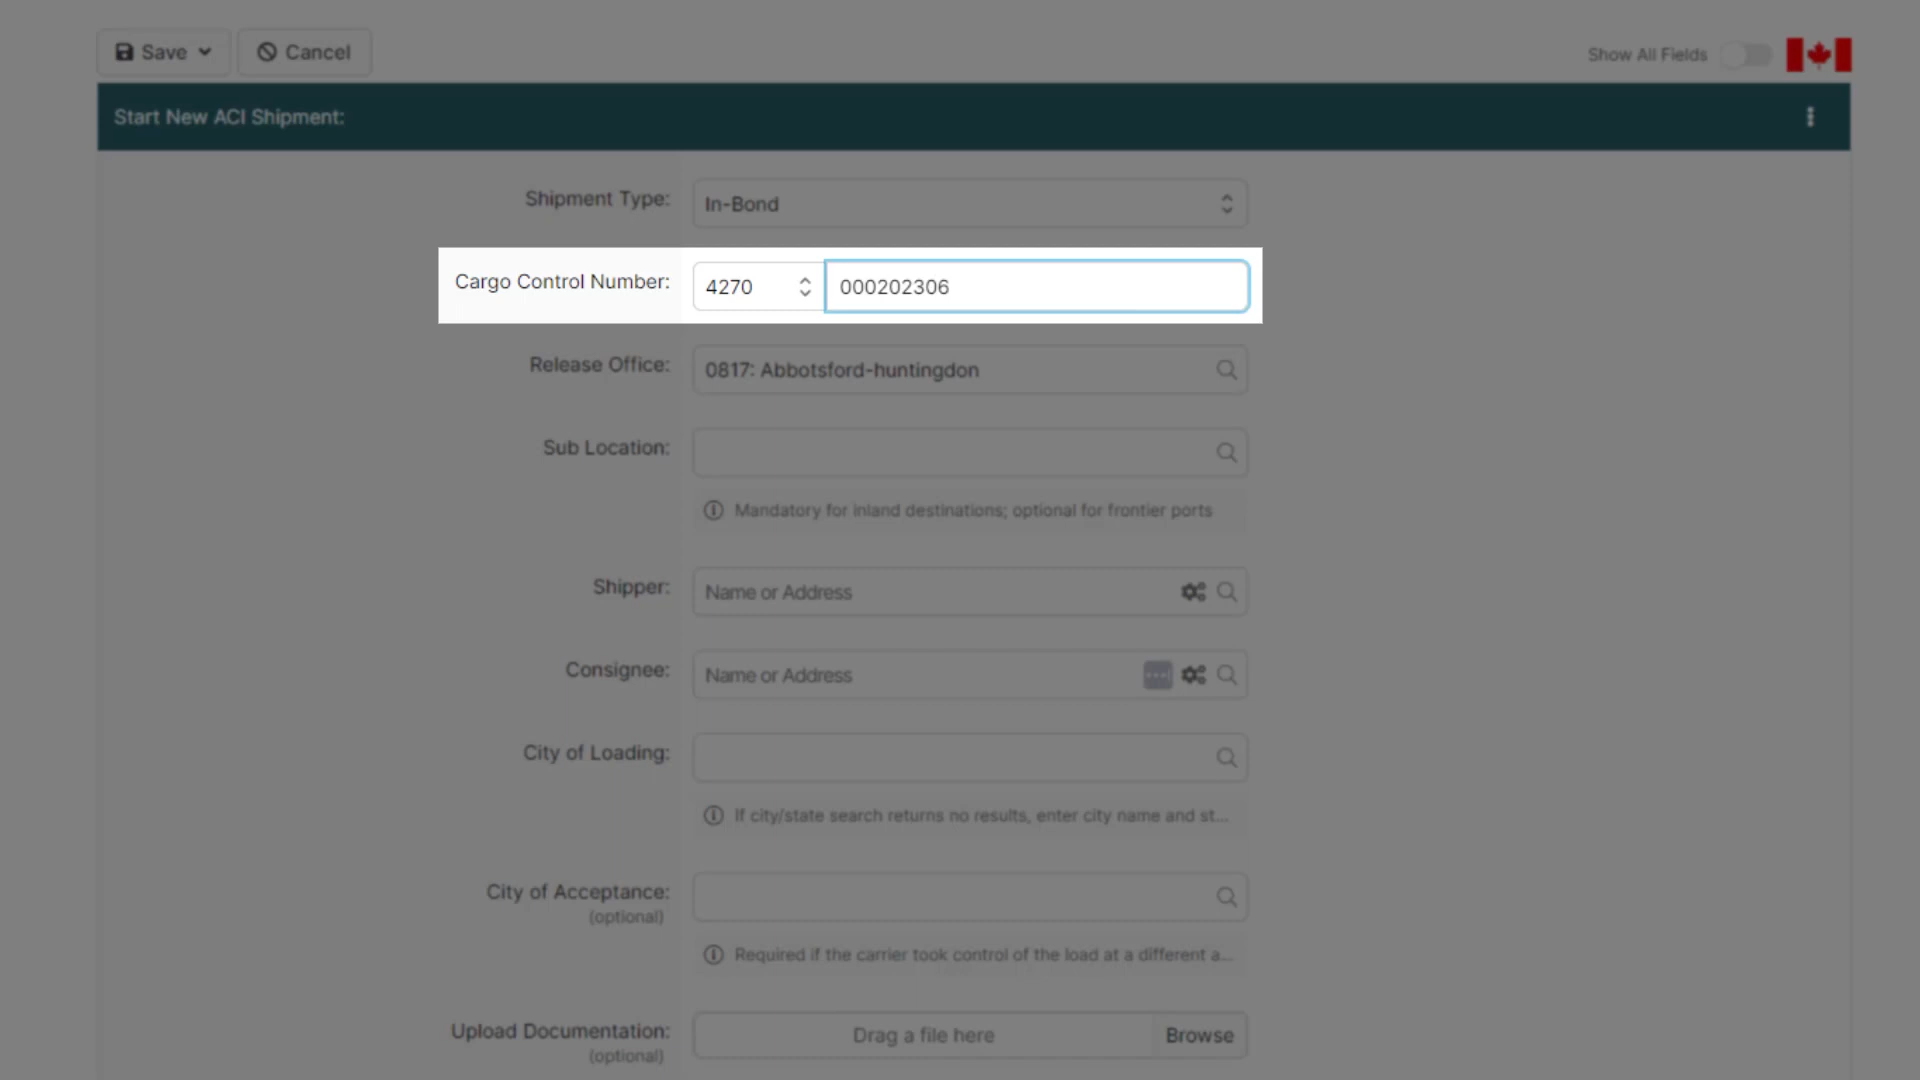 Save
Cancel
Show All Fields
Start New ACI Shipment:
Shipment Type:
In-Bond
Cargo Control Number:
4270
000202306
Release Office:
0817: Abbotsford-huntingdon
Sub Location:
Mandatory for inland destinations; optional for frontier ports
Shipper:
Name or Address
Consignee:
Name or Address
City of Loading:
If city/state search returns no results, enter city name and st...
City of Acceptance:
(optional)
Required if the carrier took control of the load at a different a...
Upload Documentation:
(optional)
Drag a file here
Browse